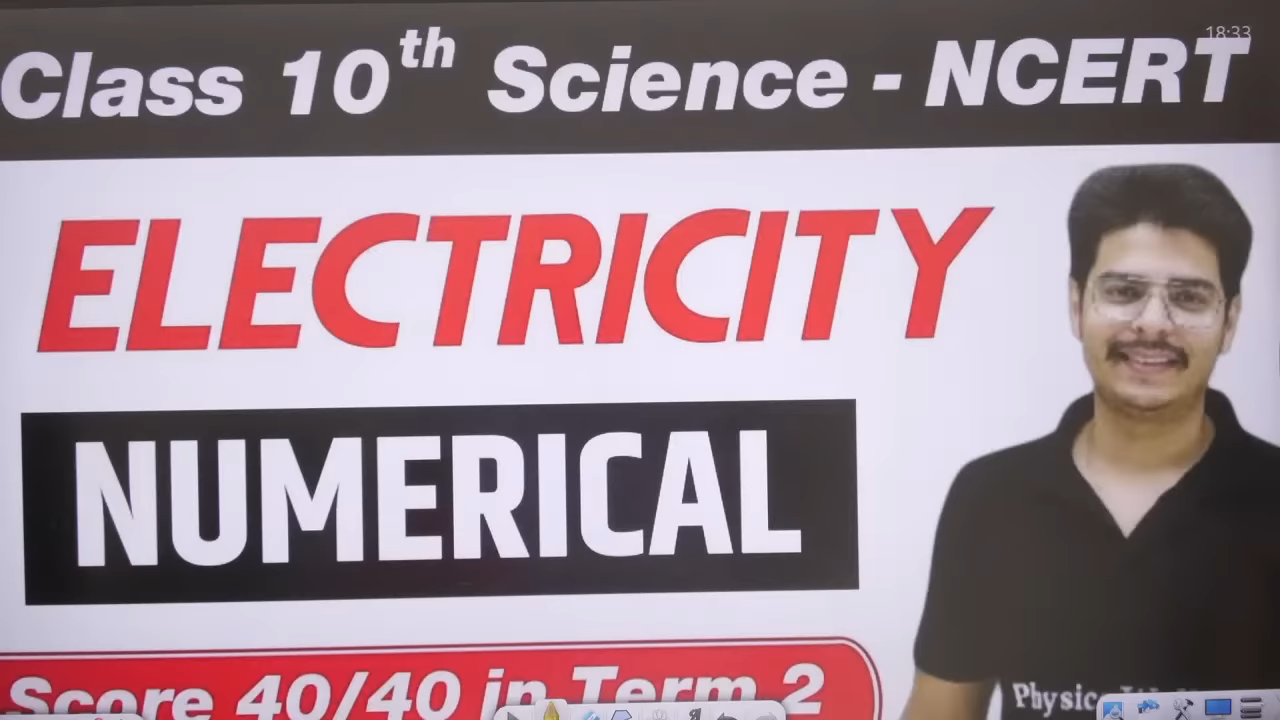 18:33
Class 10th Science - NCERT
ELECTRICITY
NUMERICAL
Score 40/40 in Term 2